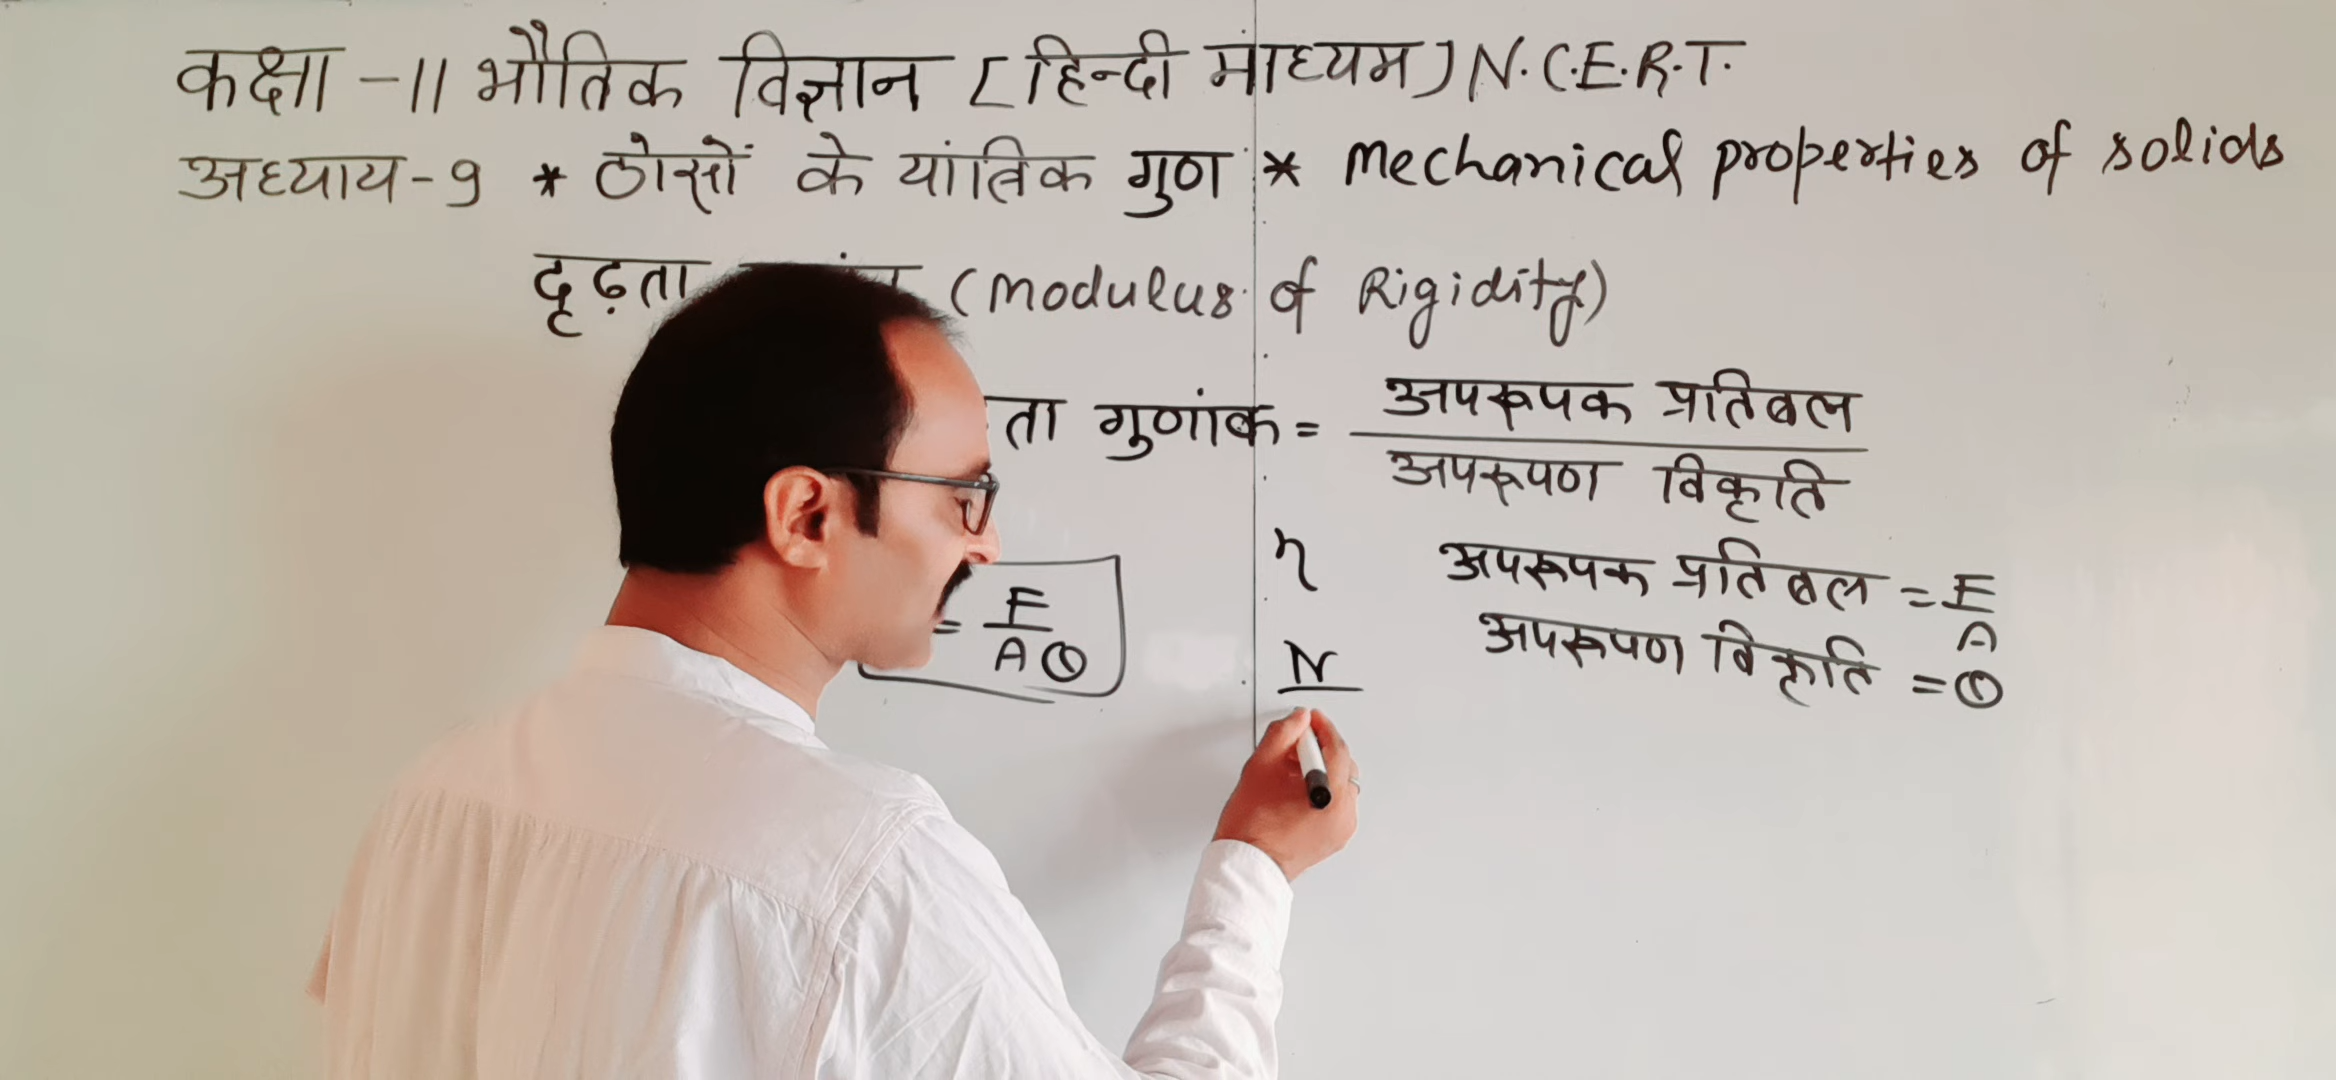 कक्षा -11 भौतिक विज्ञान [हिन्दी माध्यम] N.C.E.R.T.
अध्याय-9 * ठोसों के यांत्रिक गुण * Mechanical properties of solids
दृढ़ता (Modulus of Rigidity)
ता गुणांक = अपरूपक प्रतिबल
अपरूपण विकृति
η अपरूपक प्रतिबल = F
A
= F
A θ
N अपरूपण विकृति = θ